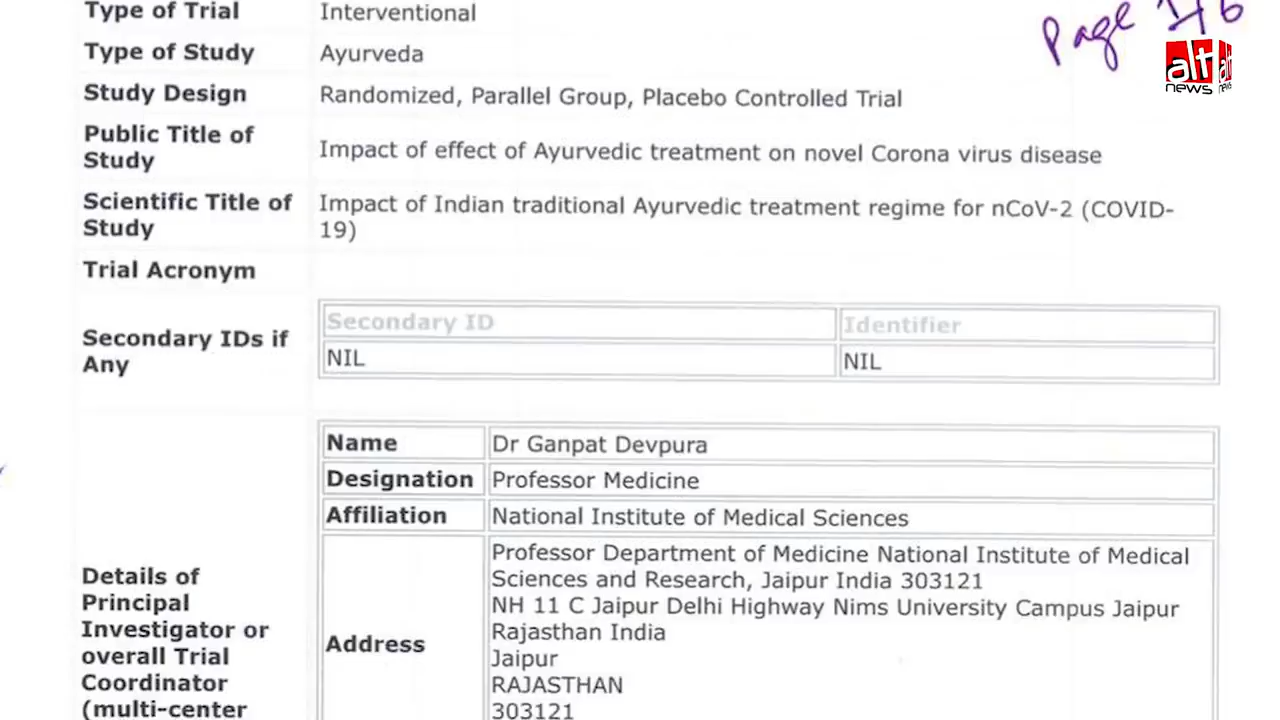 Type of Trial Interventional
Page 1/6
alt
news
Type of Study Ayurveda
Study Design Randomized, Parallel Group, Placebo Controlled Trial
Public Title of
Study
Impact of effect of Ayurvedic treatment on novel Corona virus disease
Scientific Title of
Study
Impact of Indian traditional Ayurvedic treatment regime for nCoV-2 (COVID-
19)
Trial Acronym
Secondary IDs if
Any
Secondary ID Identifier
NIL NIL
Details of
Principal
Investigator or
overall Trial
Coordinator
(multi-center
Name Dr Ganpat Devpura
Designation Professor Medicine
Affiliation National Institute of Medical Sciences
Address
Professor Department of Medicine National Institute of Medical
Sciences and Research, Jaipur India 303121
NH 11 C Jaipur Delhi Highway Nims University Campus Jaipur
Rajasthan India
Jaipur
RAJASTHAN
303121